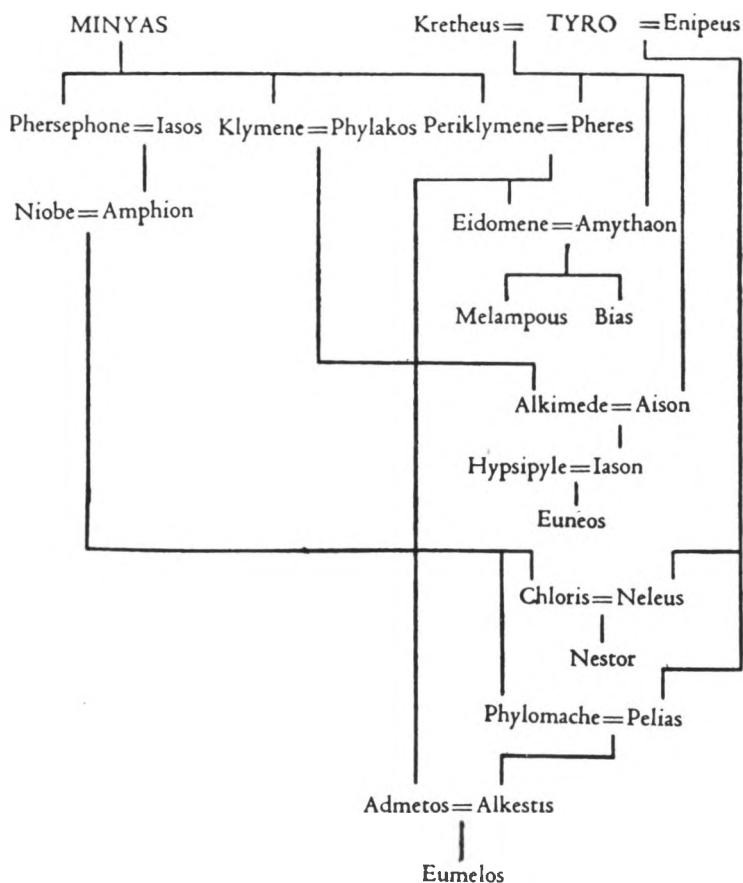 MINYAS Kretheus = TYRO = Enipeus
Phersephone = Iasos Klymene = Phylakos Periklymene = Pheres
Niobe = Amphion
Eidomene = Amythaon
Melampous Bias
Alkimede = Aison
Hypsipyle = Iason
Euneos
Chloris = Neleus
Nestor
Phylomache = Pelias
Admetos = Alkestis
Eumelos